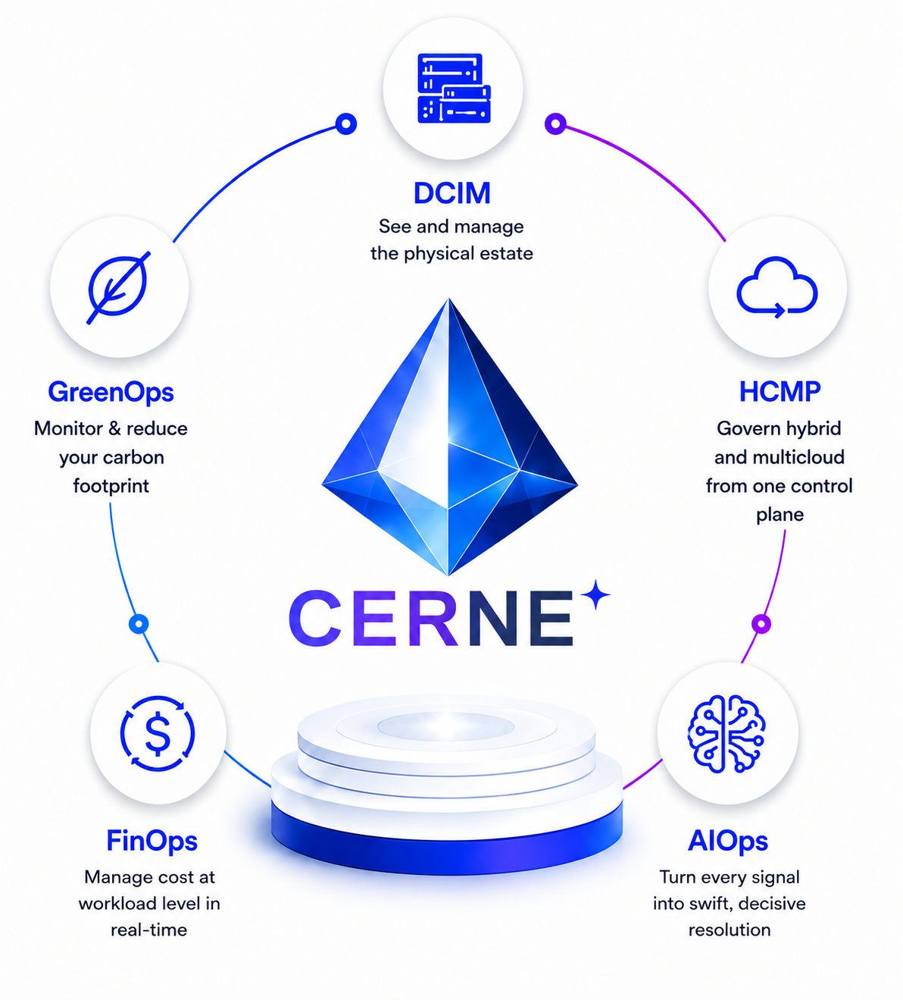 DCIM
See and manage
the physical estate
GreenOps
Monitor & reduce
your carbon
footprint
HCMP
Govern hybrid
and multicloud
from one control
plane
CERNE
$
FinOps
Manage cost at
workload level in
real-time
AIOps
Turn every signal
into swift, decisive
resolution